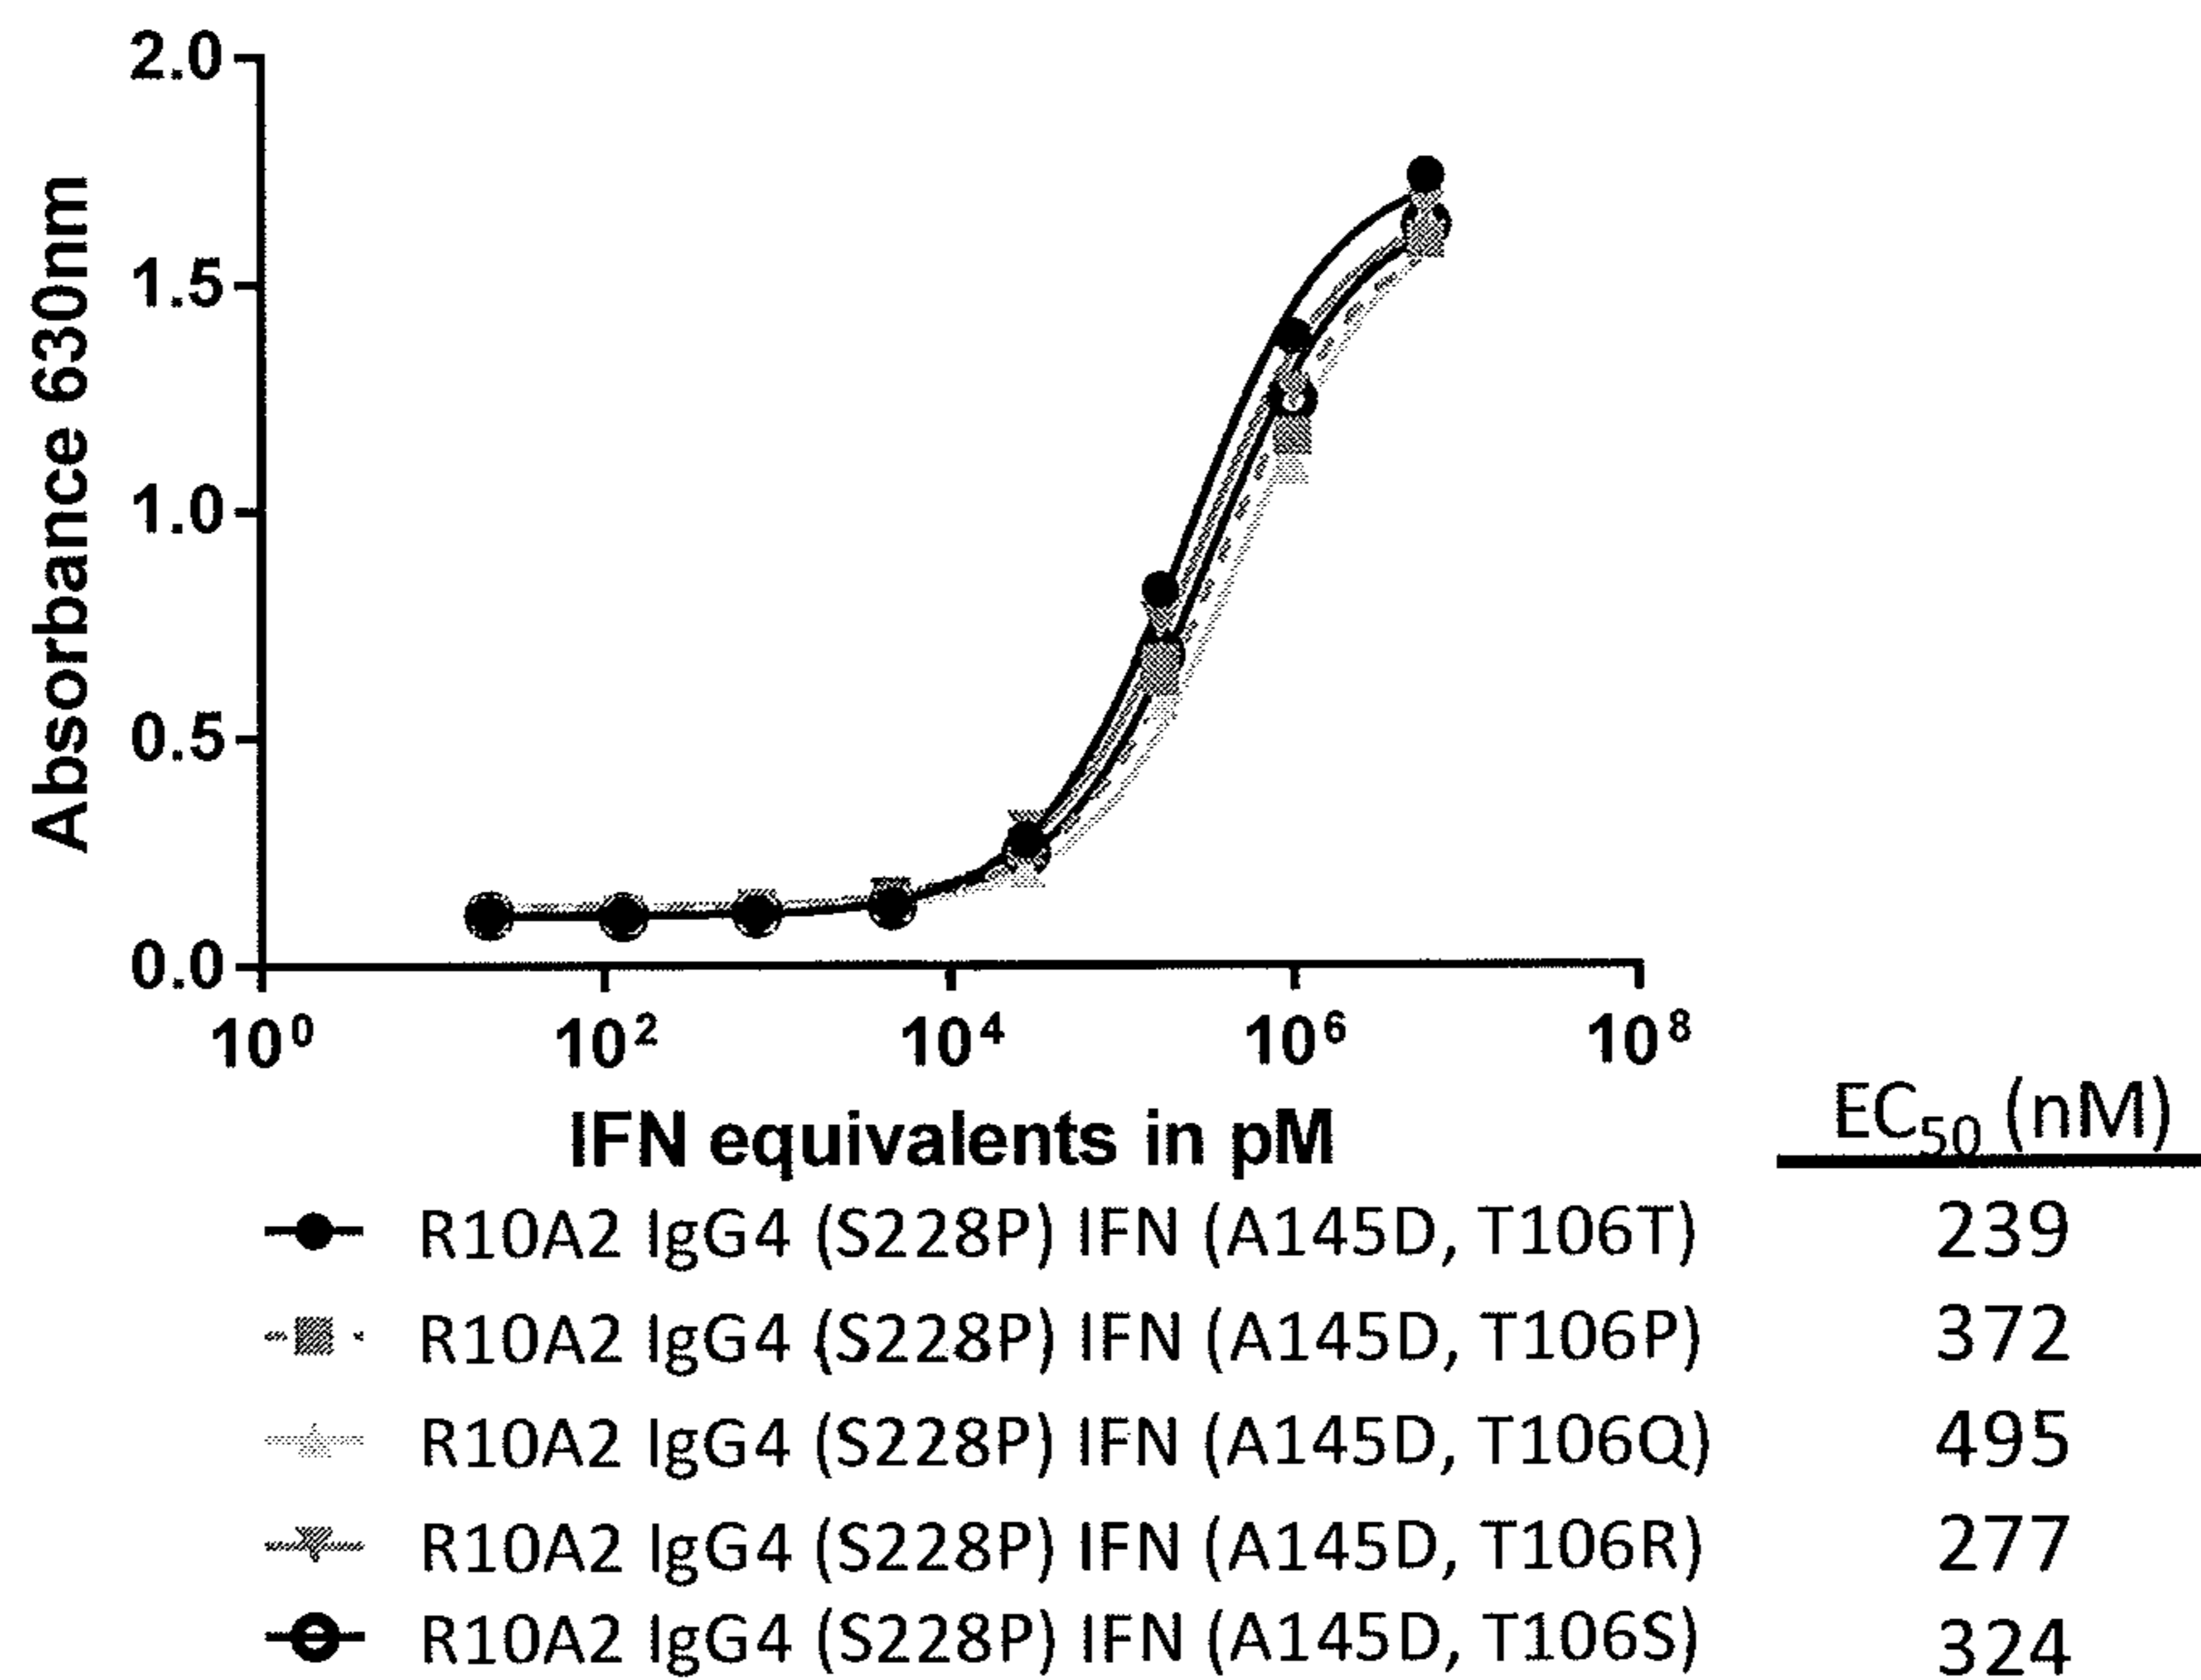 2.0
1.5
1.0
0.5
0.0
Absorbance 630nm
10⁰ 10² 10⁴ 10⁶ 10⁸
IFN equivalents in pM
EC₅₀ (nM)
R10A2 IgG4 (S228P) IFN (A145D, T106T) 239
R10A2 IgG4 (S228P) IFN (A145D, T106P) 372
R10A2 IgG4 (S228P) IFN (A145D, T106Q) 495
R10A2 IgG4 (S228P) IFN (A145D, T106R) 277
R10A2 IgG4 (S228P) IFN (A145D, T106S) 324